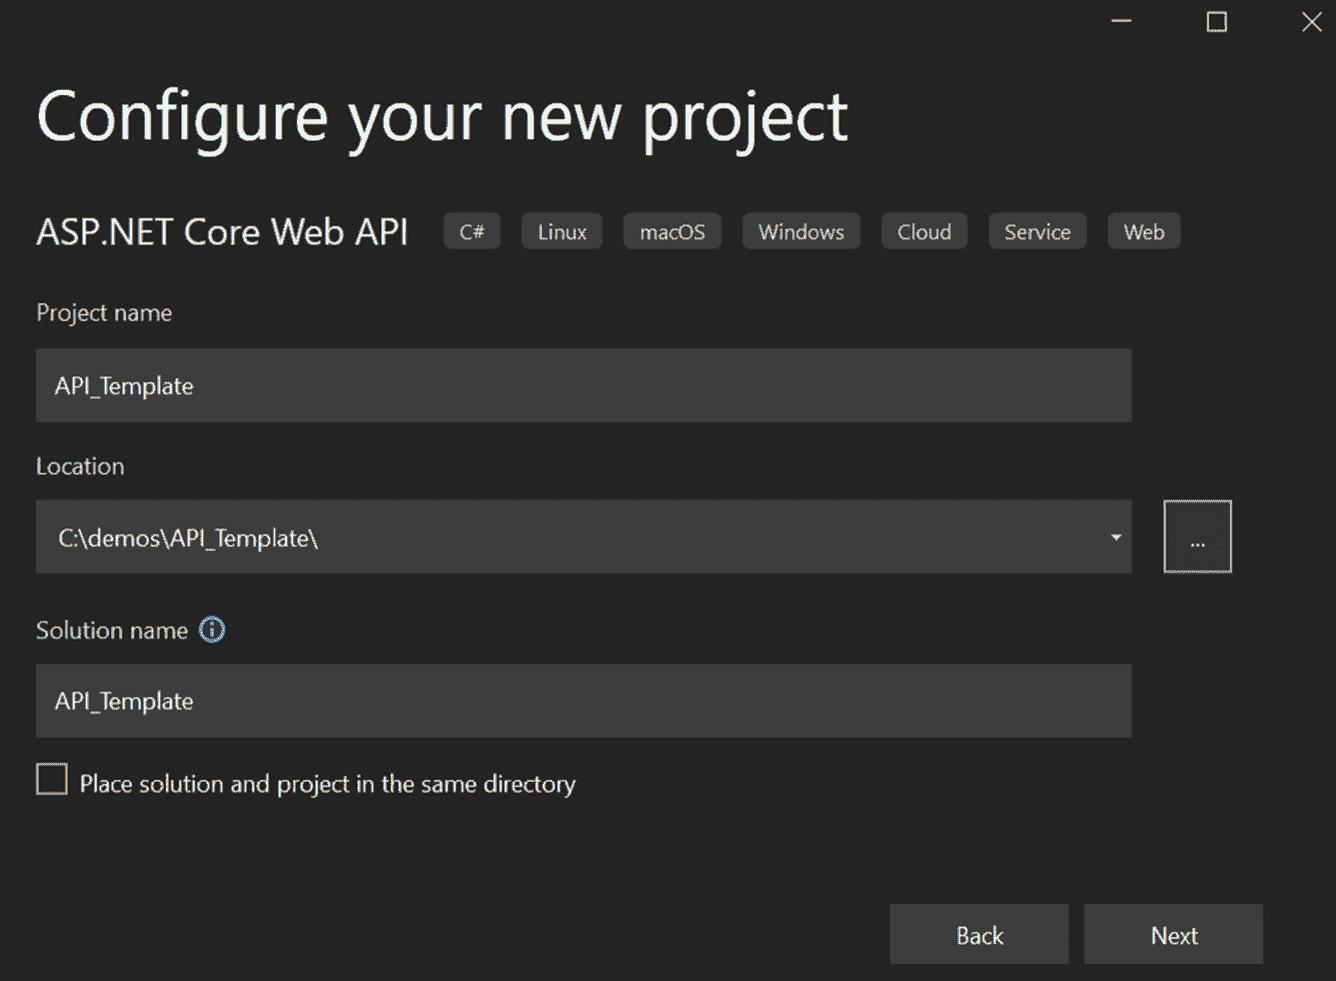 Configure your new project
ASP.NET Core Web API C# Linux macOS Windows Cloud Service Web
Project name
API_Template
Location
C:\demos\API_Template\
...
Solution name
API_Template
Place solution and project in the same directory
Back Next